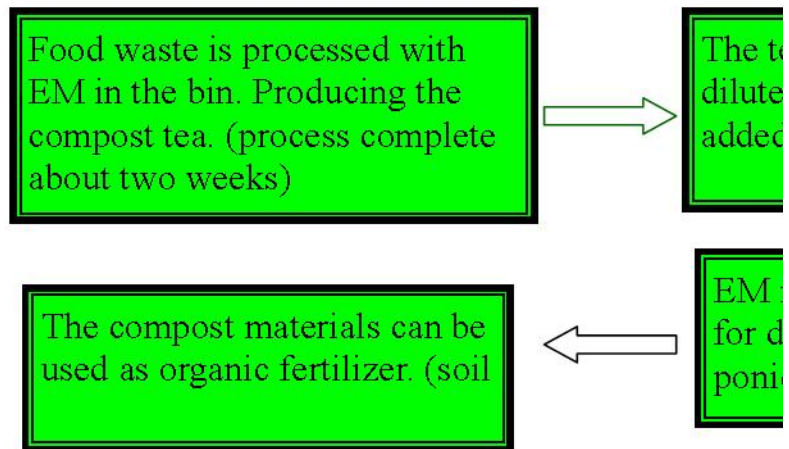 Food waste is processed with
EM in the bin. Producing the
compost tea. (process complete
about two weeks)
The
dilute
added
EM
for
The compost materials can be
used as organic fertilizer. (soil